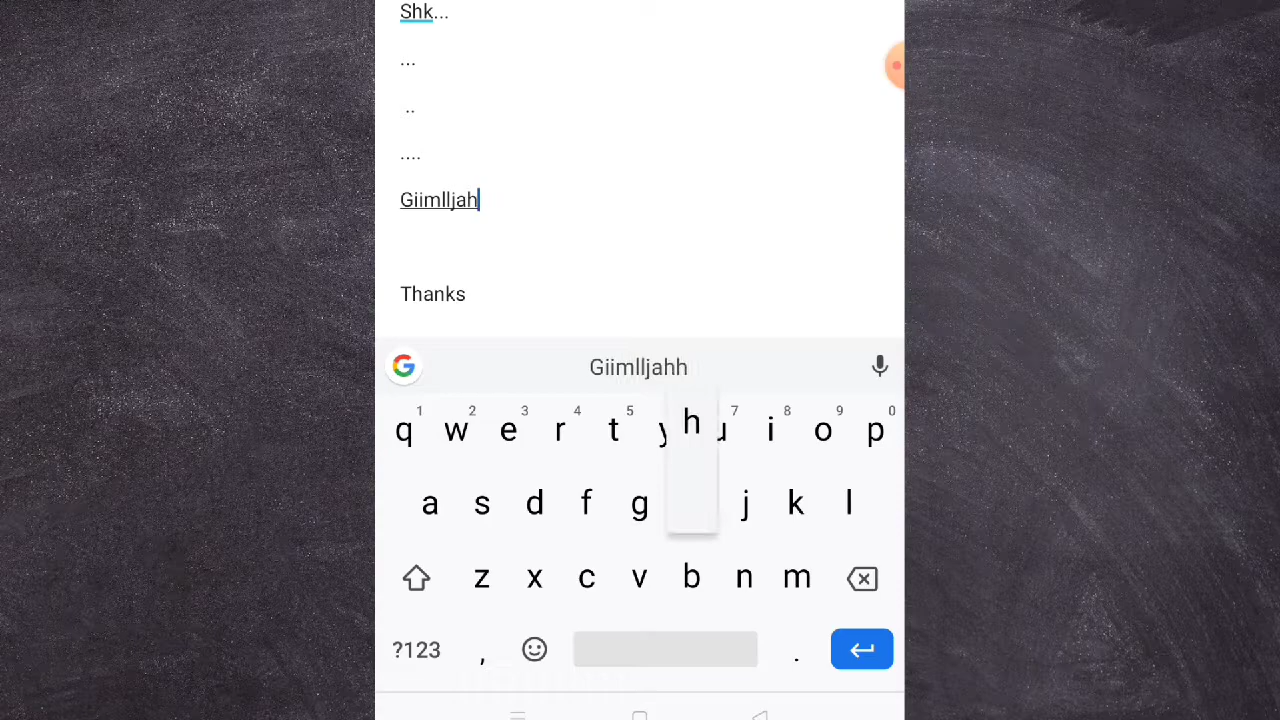 Shk...
...
..
....
Giimlljah
Thanks
Giimlljahh
1 2 3 4 5 7 8 9 0
q w e r t y h u i o p
a s d f g j k l
z x c v b n m
?123 , .